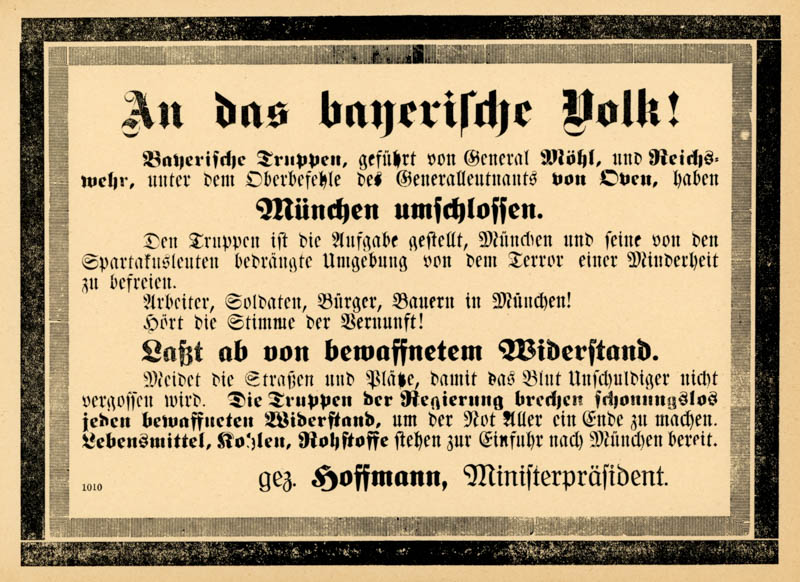 An das bayerische Volk!
Bayerische Truppen, geführt von General Möhl, und Reichs-
wehr, unter dem Oberbefehle des Generalleutnants von Oven, haben
München umschlossen.
Den Truppen ist die Aufgabe gestellt, München und seine von den
Spartakusleuten bedrängte Umgebung von dem Terror einer Minderheit
zu befreien.
Arbeiter, Soldaten, Bürger, Bauern in München!
Hört die Stimme der Vernunft!
Laßt ab von bewaffnetem Widerstand.
Meidet die Straßen und Plätze, damit das Blut Unschuldiger nicht
vergossen wird. Die Truppen der Regierung brechen schonungslos
jeden bewaffneten Widerstand, um der Not Aller ein Ende zu machen.
Lebensmittel, Kohlen, Rohstoffe stehen zur Einfuhr nach München bereit.
gez. Hoffmann, Ministerpräsident.
1010